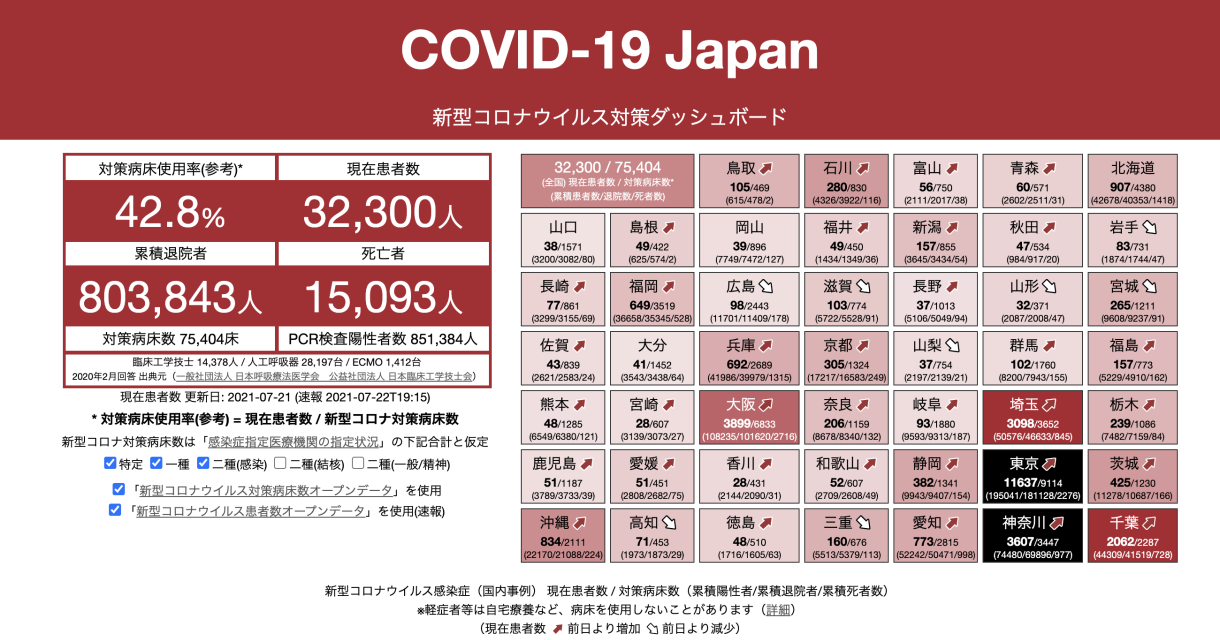 COVID-19 Japan
新型コロナウイルス対策ダッシュボード
対策病床使用率(参考)*
42.8%
現在患者数
32,300人
累積退院者
803,843人
死亡者
15,093人
対策病床数 75,404床
PCR検査陽性者数 851,384人
臨床工学技士 14,378人 / 人工呼吸器 28,197台 / ECMO 1,412台
2020年2月回答 出典元（一般社団法人 日本呼吸療法医学会　公益社団法人 日本臨床工学技士会）
現在患者数 更新日: 2021-07-21 (速報 2021-07-22T19:15)
* 対策病床使用率(参考) = 現在患者数 / 新型コロナ対策病床数
新型コロナ対策病床数は「感染症指定医療機関の指定状況」の下記合計と仮定
特定 一種 二種(感染) 二種(結核) 二種(一般/精神)
「新型コロナウイルス対策病床数オープンデータ」を使用
「新型コロナウイルス患者数オープンデータ」を使用(速報)
32,300 / 75,404
(全国) 現在患者数 / 対策病床数*
(累積患者数/退院数/死者数)
鳥取
105/469
(615/478/2)
石川
280/830
(4326/3922/116)
富山
56/750
(2111/2017/38)
青森
60/571
(2602/2511/31)
北海道
907/4380
(42678/40353/1418)
山口
38/1571
(3200/3082/80)
島根
49/422
(625/574/2)
岡山
39/896
(7749/7472/127)
福井
49/450
(1434/1349/36)
新潟
157/855
(3645/3434/54)
秋田
47/534
(984/917/20)
岩手
83/731
(1874/1744/47)
長崎
77/861
(3299/3155/69)
福岡
649/3519
(36658/35345/528)
広島
98/2443
(11701/11409/178)
滋賀
103/774
(5722/5528/91)
長野
37/1013
(5106/5049/94)
山形
32/371
(2087/2008/47)
宮城
265/1211
(9608/9237/91)
佐賀
43/839
(2621/2583/24)
大分
41/1452
(3543/3438/64)
兵庫
692/2689
(41986/39979/1315)
京都
305/1324
(17217/16583/249)
山梨
37/754
(2197/2139/21)
群馬
102/1760
(8200/7943/155)
福島
157/773
(5229/4910/162)
熊本
48/1285
(6549/6380/121)
宮崎
28/607
(3139/3073/27)
大阪
3899/6833
(108235/101620/2716)
奈良
206/1159
(8678/8340/132)
岐阜
93/1880
(9593/9313/187)
埼玉
3098/3652
(50576/46633/845)
栃木
239/1086
(7482/7159/84)
鹿児島
51/1187
(3789/3733/39)
愛媛
51/451
(2808/2682/75)
香川
28/431
(2144/2090/31)
和歌山
52/607
(2709/2608/49)
静岡
382/1341
(9943/9407/154)
東京
11637/9114
(195041/181128/2276)
茨城
425/1230
(11278/10687/166)
沖縄
834/2111
(22170/21088/224)
高知
71/453
(1973/1873/29)
徳島
48/510
(1716/1605/63)
三重
160/676
(5513/5379/113)
愛知
773/2815
(52242/50471/998)
神奈川
3607/3447
(74480/69896/977)
千葉
2062/2287
(44309/41519/728)
新型コロナウイルス感染症（国内事例） 現在患者数 / 対策病床数（累積陽性者/累積退院者/累積死者数）
※軽症者等は自宅療養など、病床を使用しないことがあります（詳細）
（現在患者数 前日より増加 前日より減少）